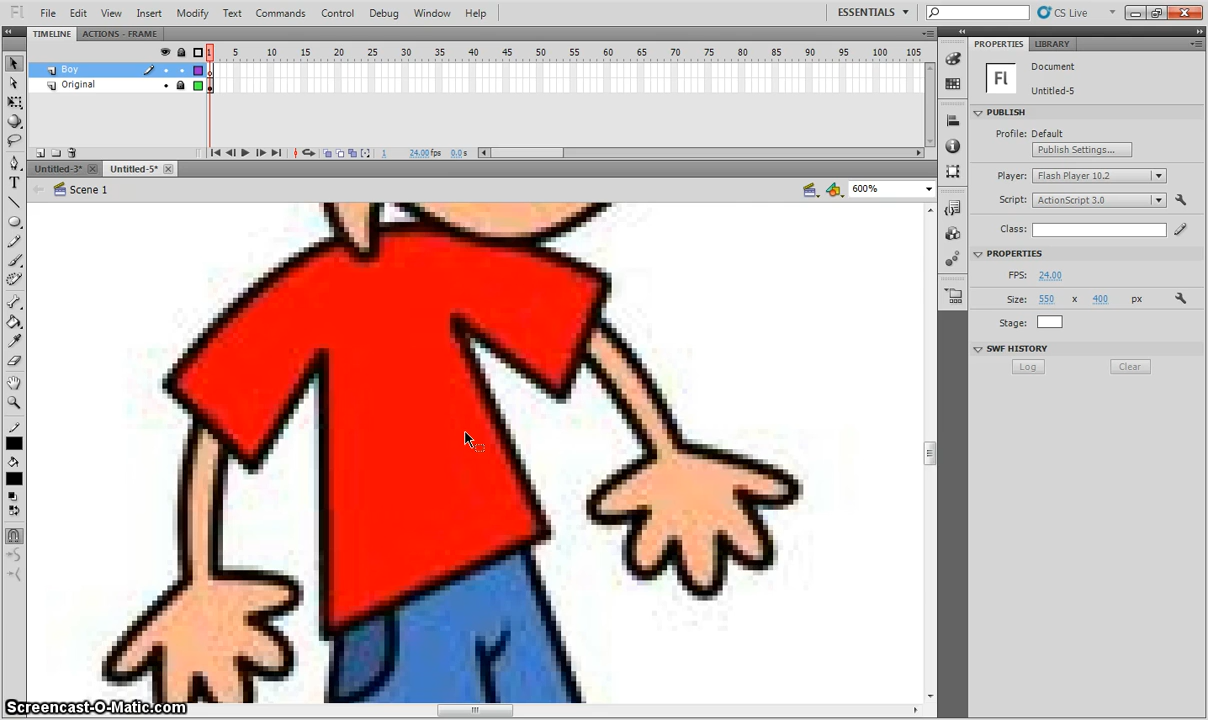 Fl File Edit View Insert Modify Text Commands Control Debug Window Help ESSENTIALS CS Live
TIMELINE ACTIONS - FRAME
1 5 10 15 20 25 30 35 40 45 50 55 60 65 70 75 80 85 90 95 100 105
Boy
Original
1 24.00 fps 0.0 s
Untitled-3* Untitled-5*
Scene 1 600%
PROPERTIES LIBRARY
Fl Document
Untitled-5
PUBLISH
Profile: Default
Publish Settings...
Player: Flash Player 10.2
Script: ActionScript 3.0
Class:
PROPERTIES
FPS: 24.00
Size: 550 x 400 px
Stage:
SWF HISTORY
Log Clear
T
Screencast-O-Matic.com